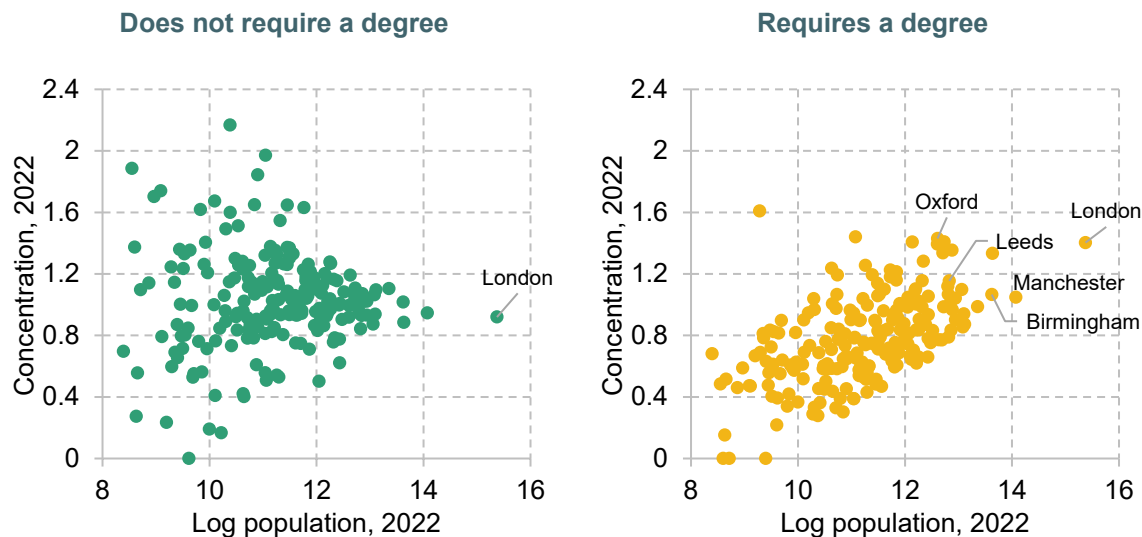 Does not require a degree
Concentration, 2022
2.4
2
1.6
1.2
0.8
0.4
0
London
8 10 12 14 16
Log population, 2022
Requires a degree
Concentration, 2022
2.4
2
1.6
1.2
0.8
0.4
0
Oxford
London
Leeds
Manchester
Birmingham
8 10 12 14 16
Log population, 2022